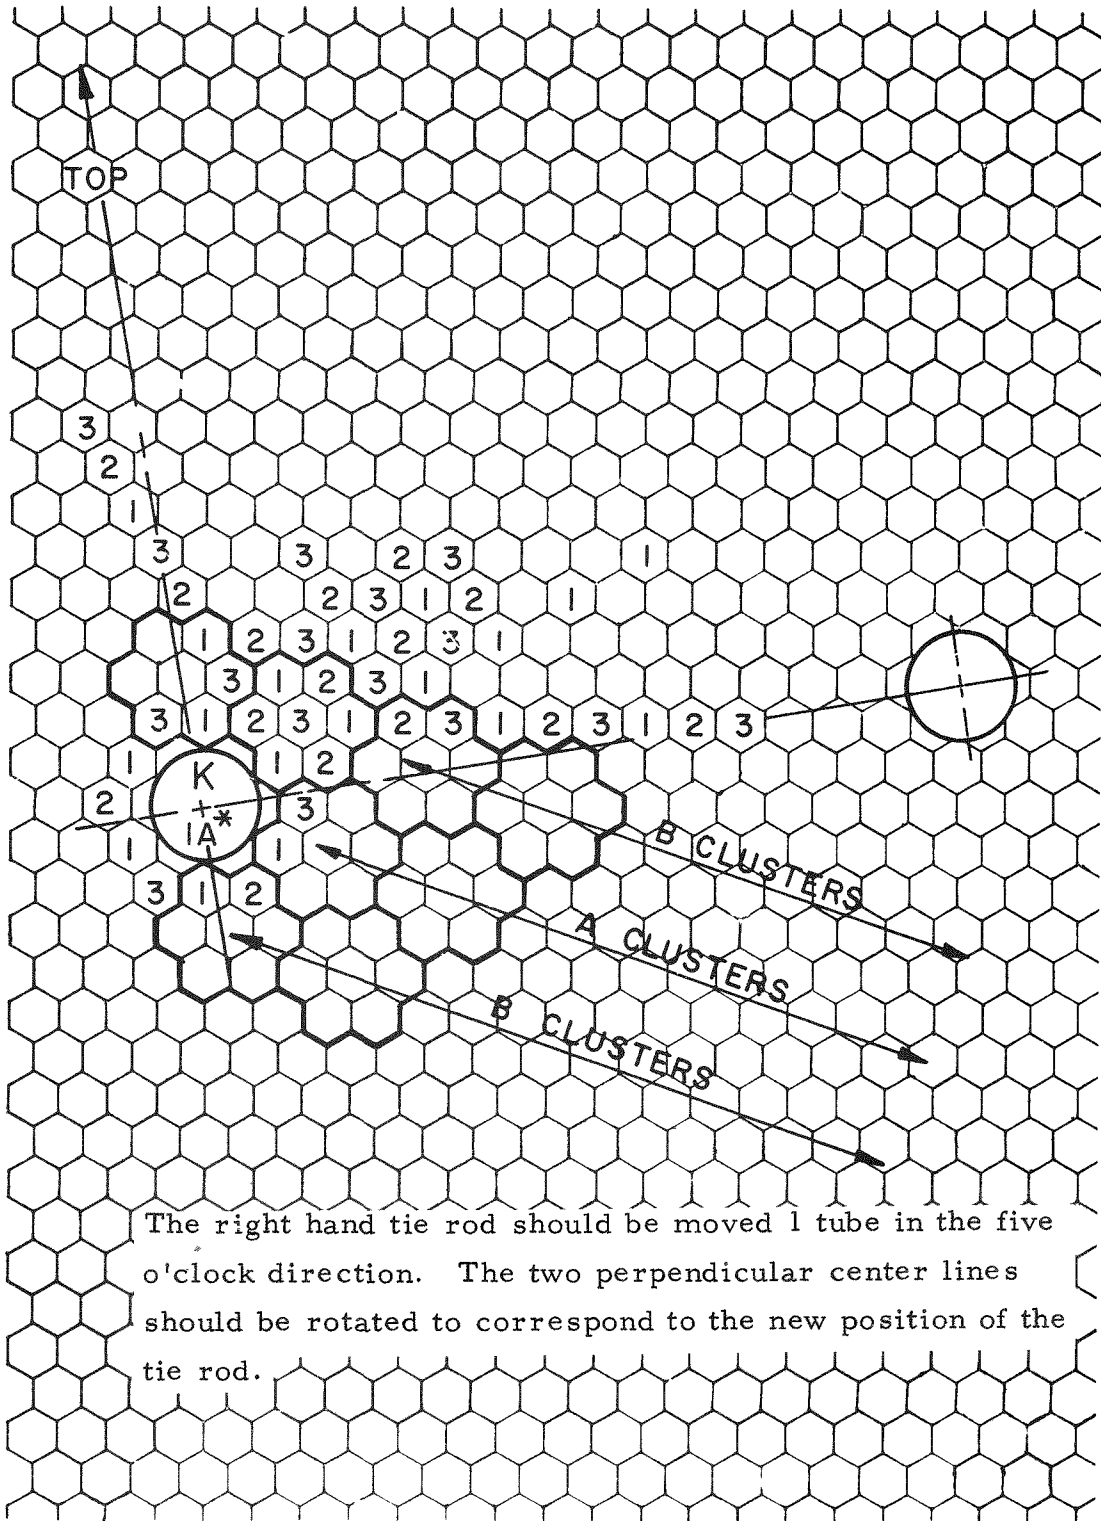 TOP
3
2
1
3 3 2 3 1
2 2 3 1 2 1
1 2 3 1 2 3 1
3 1 2 3 1
3 1 2 3 1 2 3 1 2 3 1 2 3
1 K 1 2
2 + 3
1 1A* 1
3 1 2
B CLUSTERS
A CLUSTERS
B CLUSTERS
The right hand tie rod should be moved 1 tube in the five
o'clock direction. The two perpendicular center lines
should be rotated to correspond to the new position of the
tie rod.